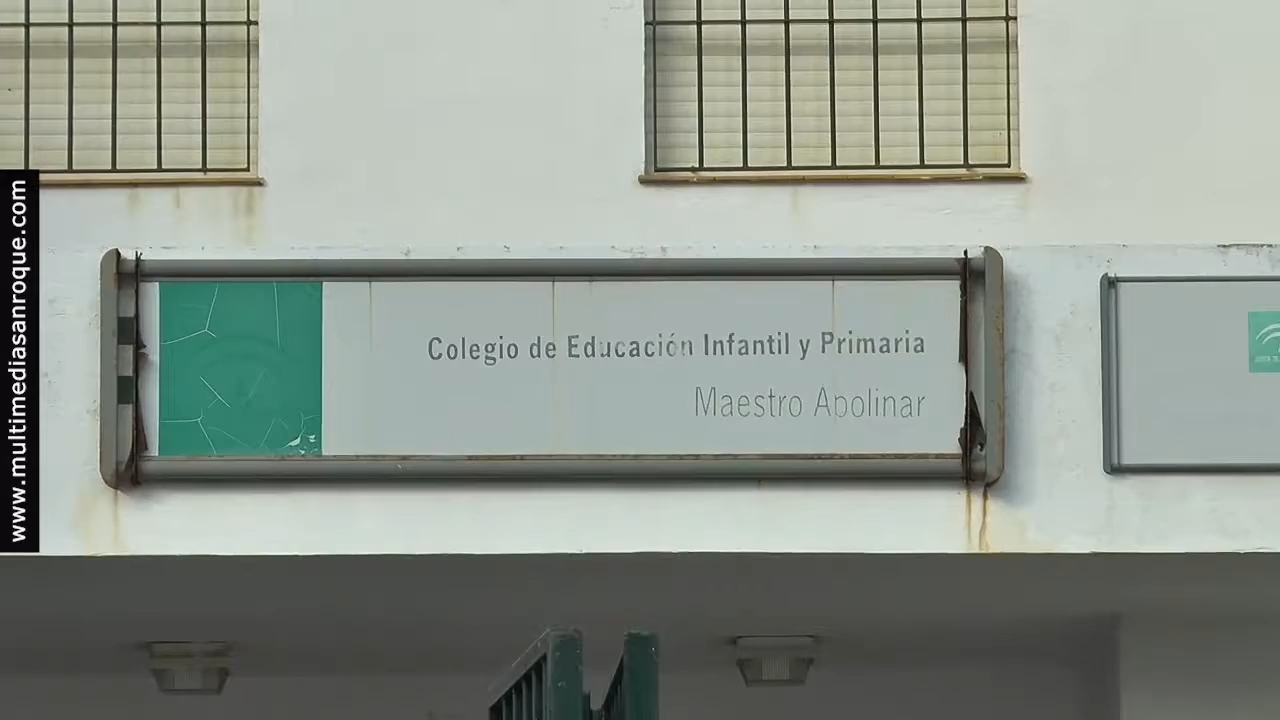 Colegio de Educación Infantil y Primaria
Maestro Apolinar
www.multimediasanroque.com